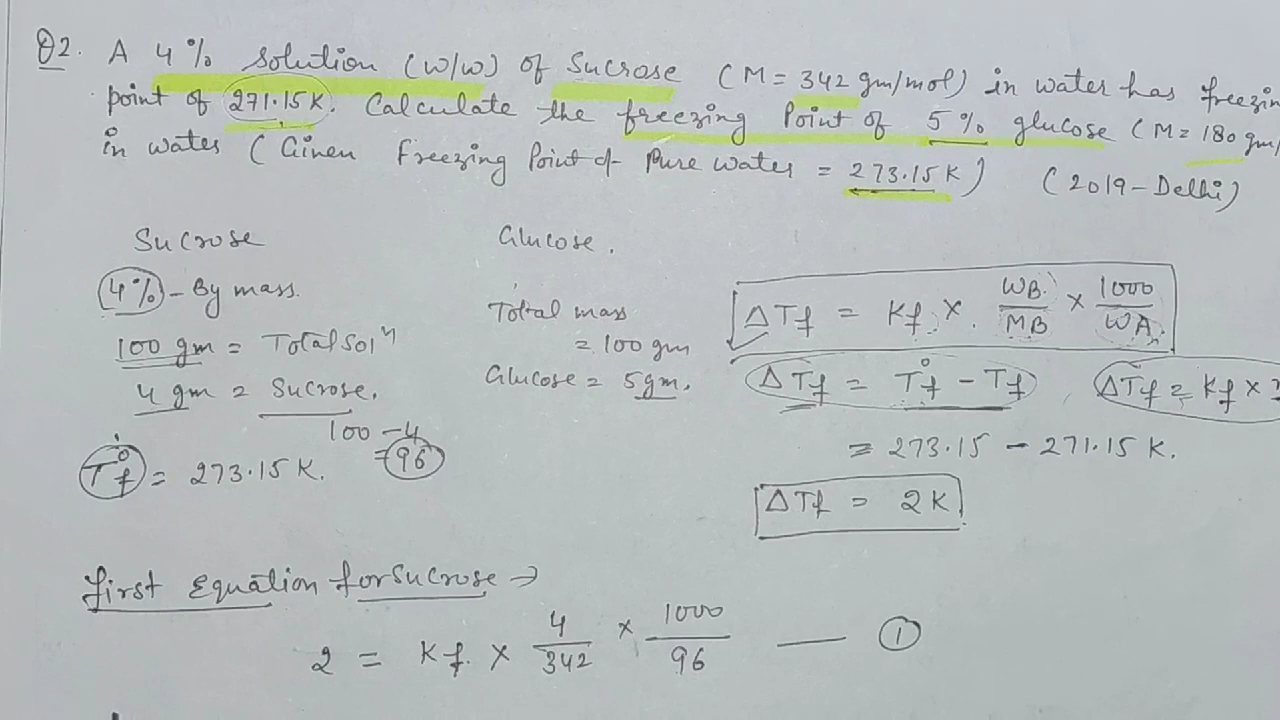 Q2. A 4% solution (w/w) of Sucrose (M = 342 gm/mol) in water has freezin
point of 271.15K. Calculate the freezing Point of 5% glucose (M = 180 gm/
in water (Given Freezing Point of Pure water = 273.15K) (2019-Delhi)
Sucrose
4% - By mass.
100 gm = Total Solⁿ
4 gm = Sucrose.
100 - 4
= 96
T°f = 273.15 K.
Glucose.
Total mass
= 100 gm
Glucose = 5gm.
ΔTf = Kf × WB/MB × 1000/WA
ΔTf = T°f - Tf ΔTf = Kf ×
= 273.15 - 271.15 K.
ΔTf = 2K
first Equation for Sucrose →
2 = Kf. × 4/342 × 1000/96 — ①